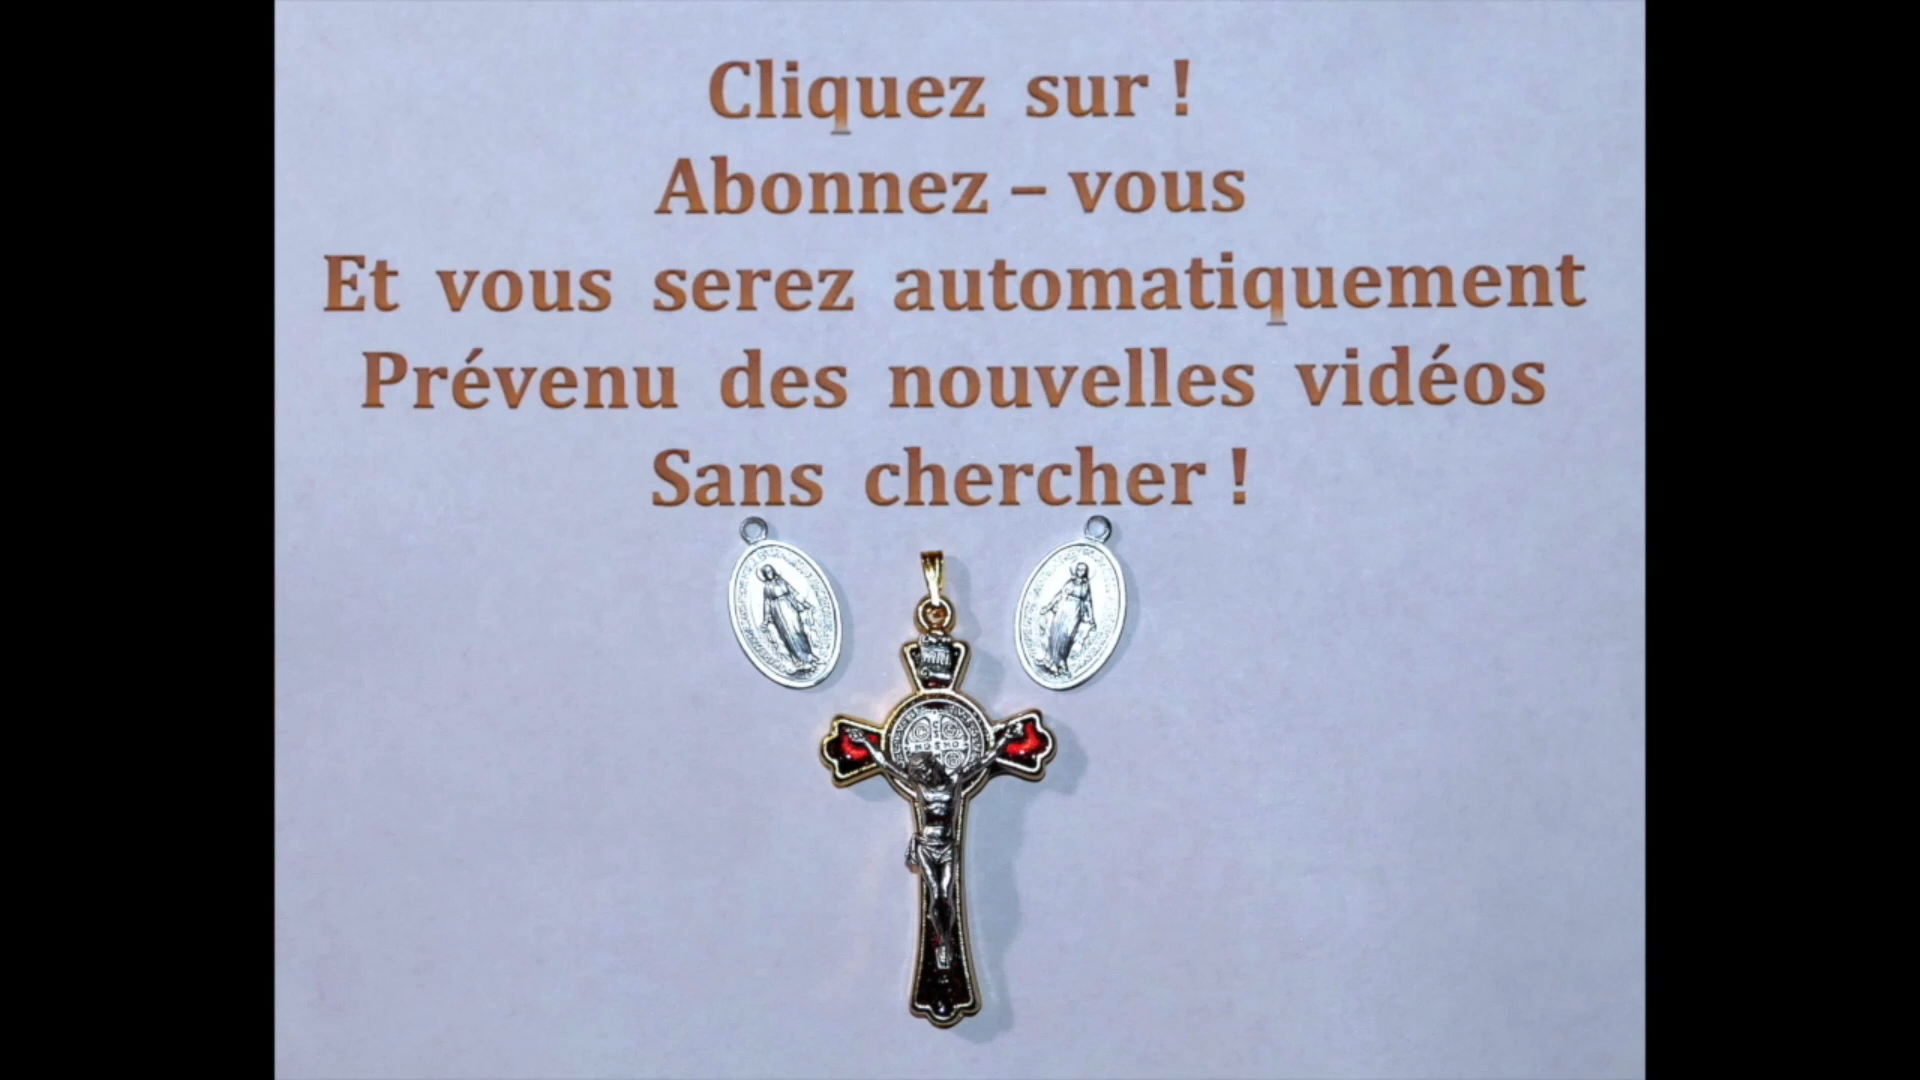 Cliquez sur !
Abonnez – vous
Et vous serez automatiquement
Prévenu des nouvelles vidéos
Sans chercher !